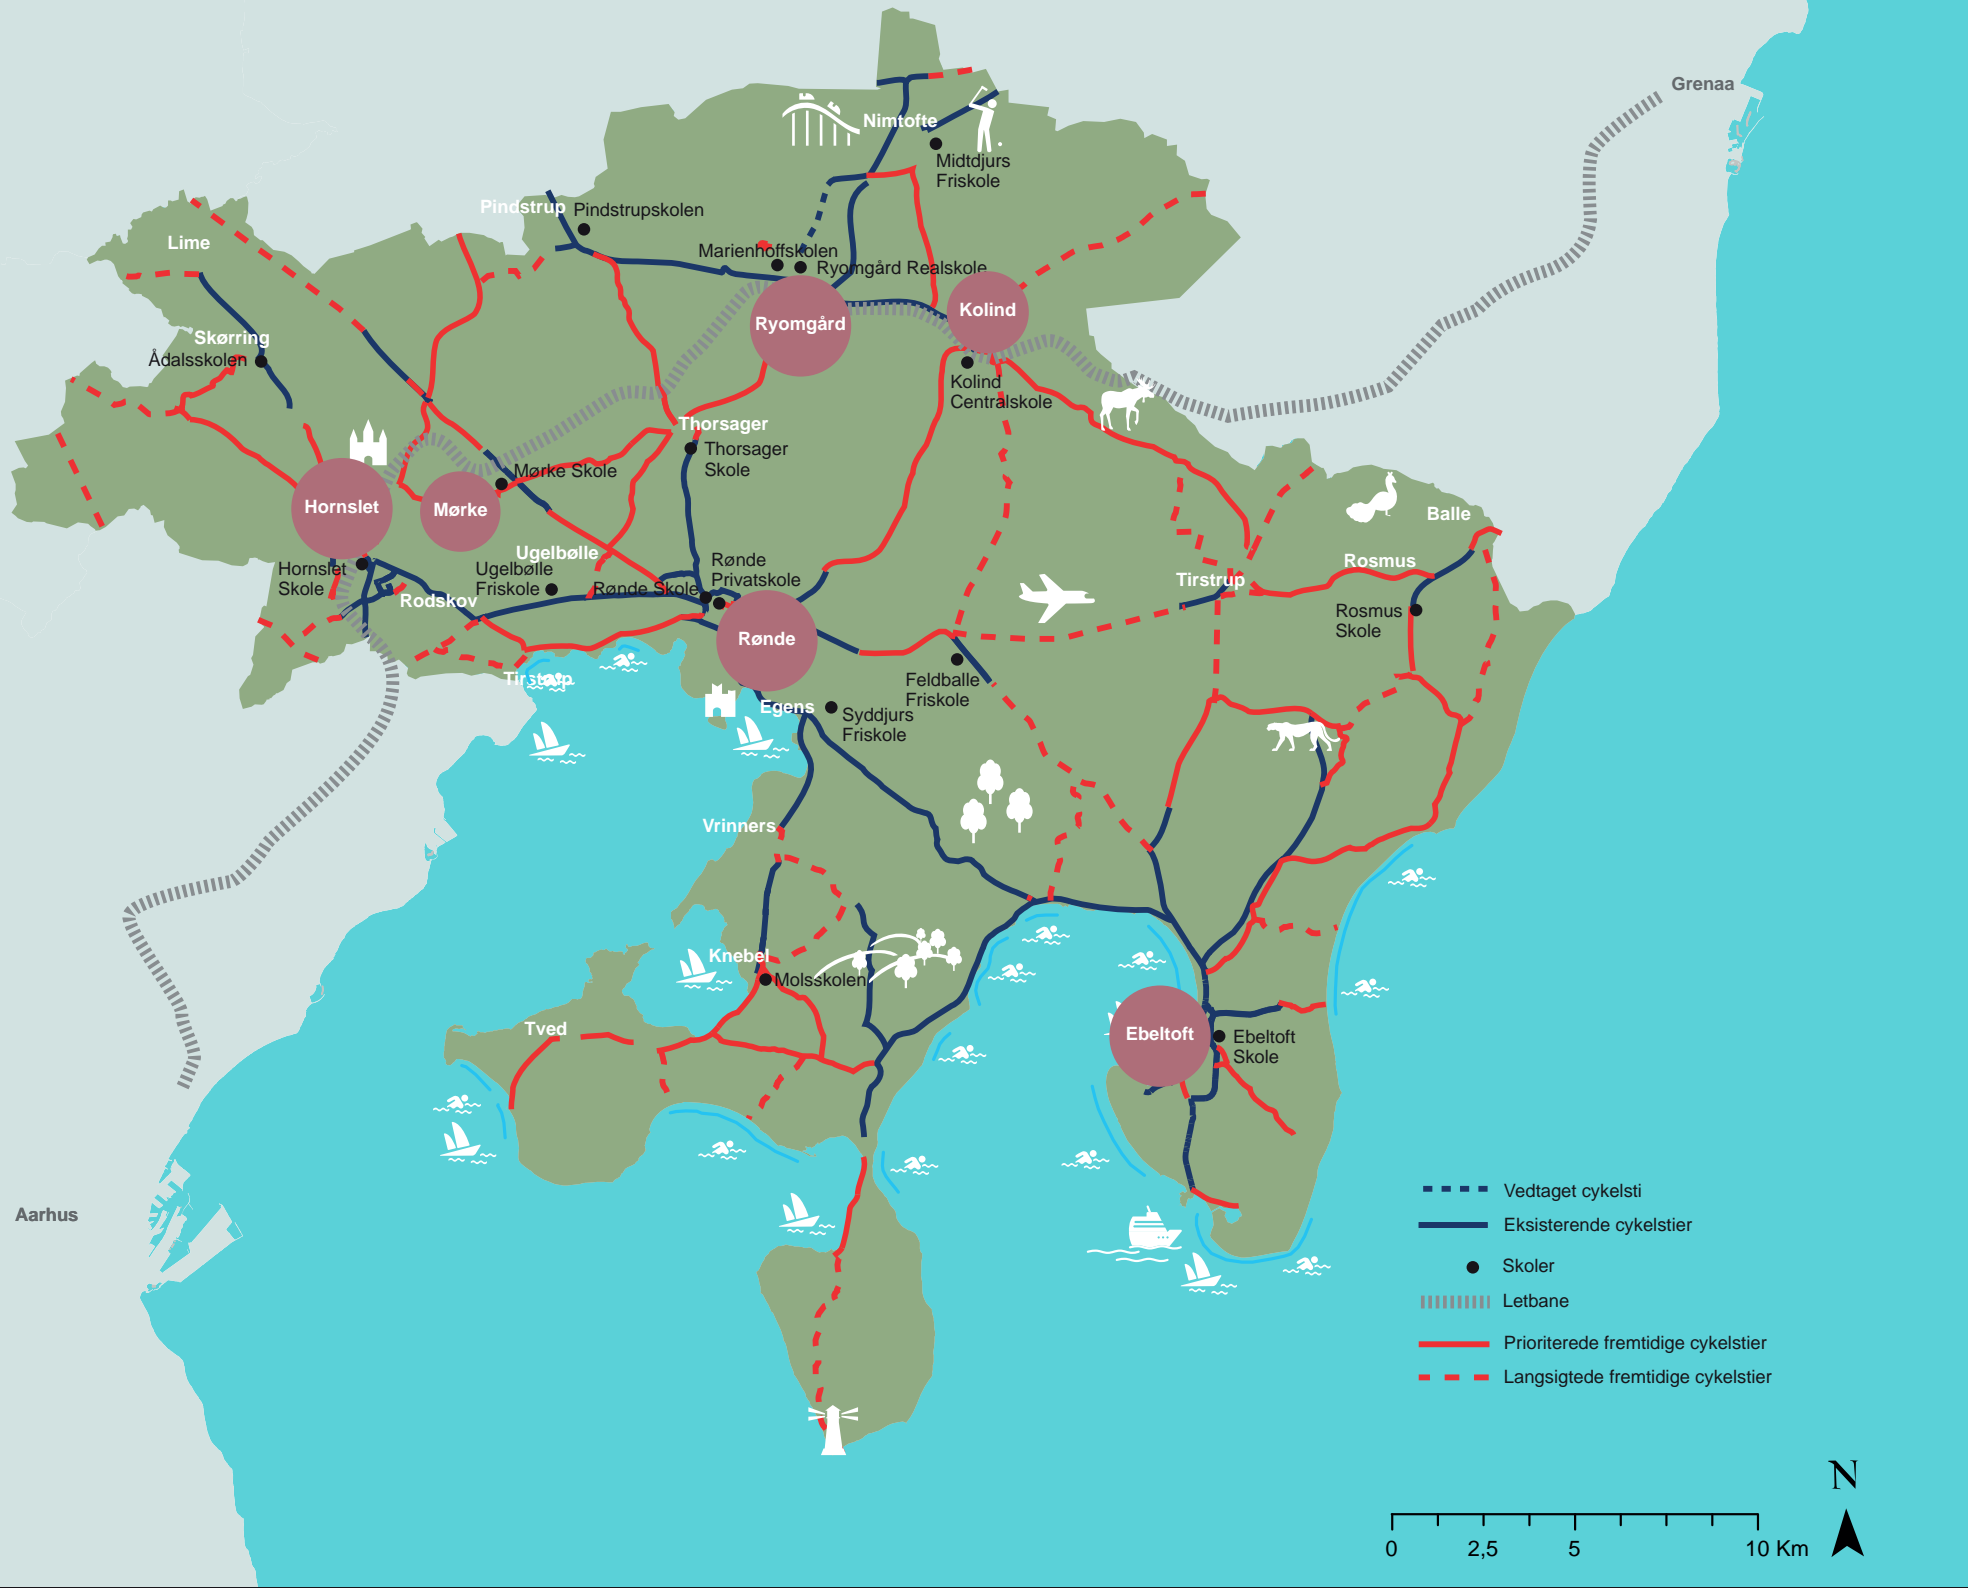 Grenaa
Nimtofte
Midtdjurs
Friskole
Pindstrup
Pindstrupskolen
Lime
Marienhoffskolen
Ryomgård Realskole
Kolind
Ryomgård
Skørring
Ådalsskolen
Kolind
Centralskole
Thorsager
Thorsager
Skole
Mørke Skole
Hornslet
Mørke
Balle
Ugelbølle
Rosmus
Hornslet
Skole
Ugelbølle
Friskole
Rønde
Privatskole
Rønde Skole
Tirstrup
Rodskov
Rosmus
Skole
Rønde
Tirstrup
Feldballe
Friskole
Egens
Syddjurs
Friskole
Vrinners
Knebel
Molsskolen
Tved
Ebeltoft
Ebeltoft
Skole
Aarhus
Vedtaget cykelsti
Eksisterende cykelstier
Skoler
Letbane
Prioriterede fremtidige cykelstier
Langsigtede fremtidige cykelstier
N
0 2,5 5 10 Km